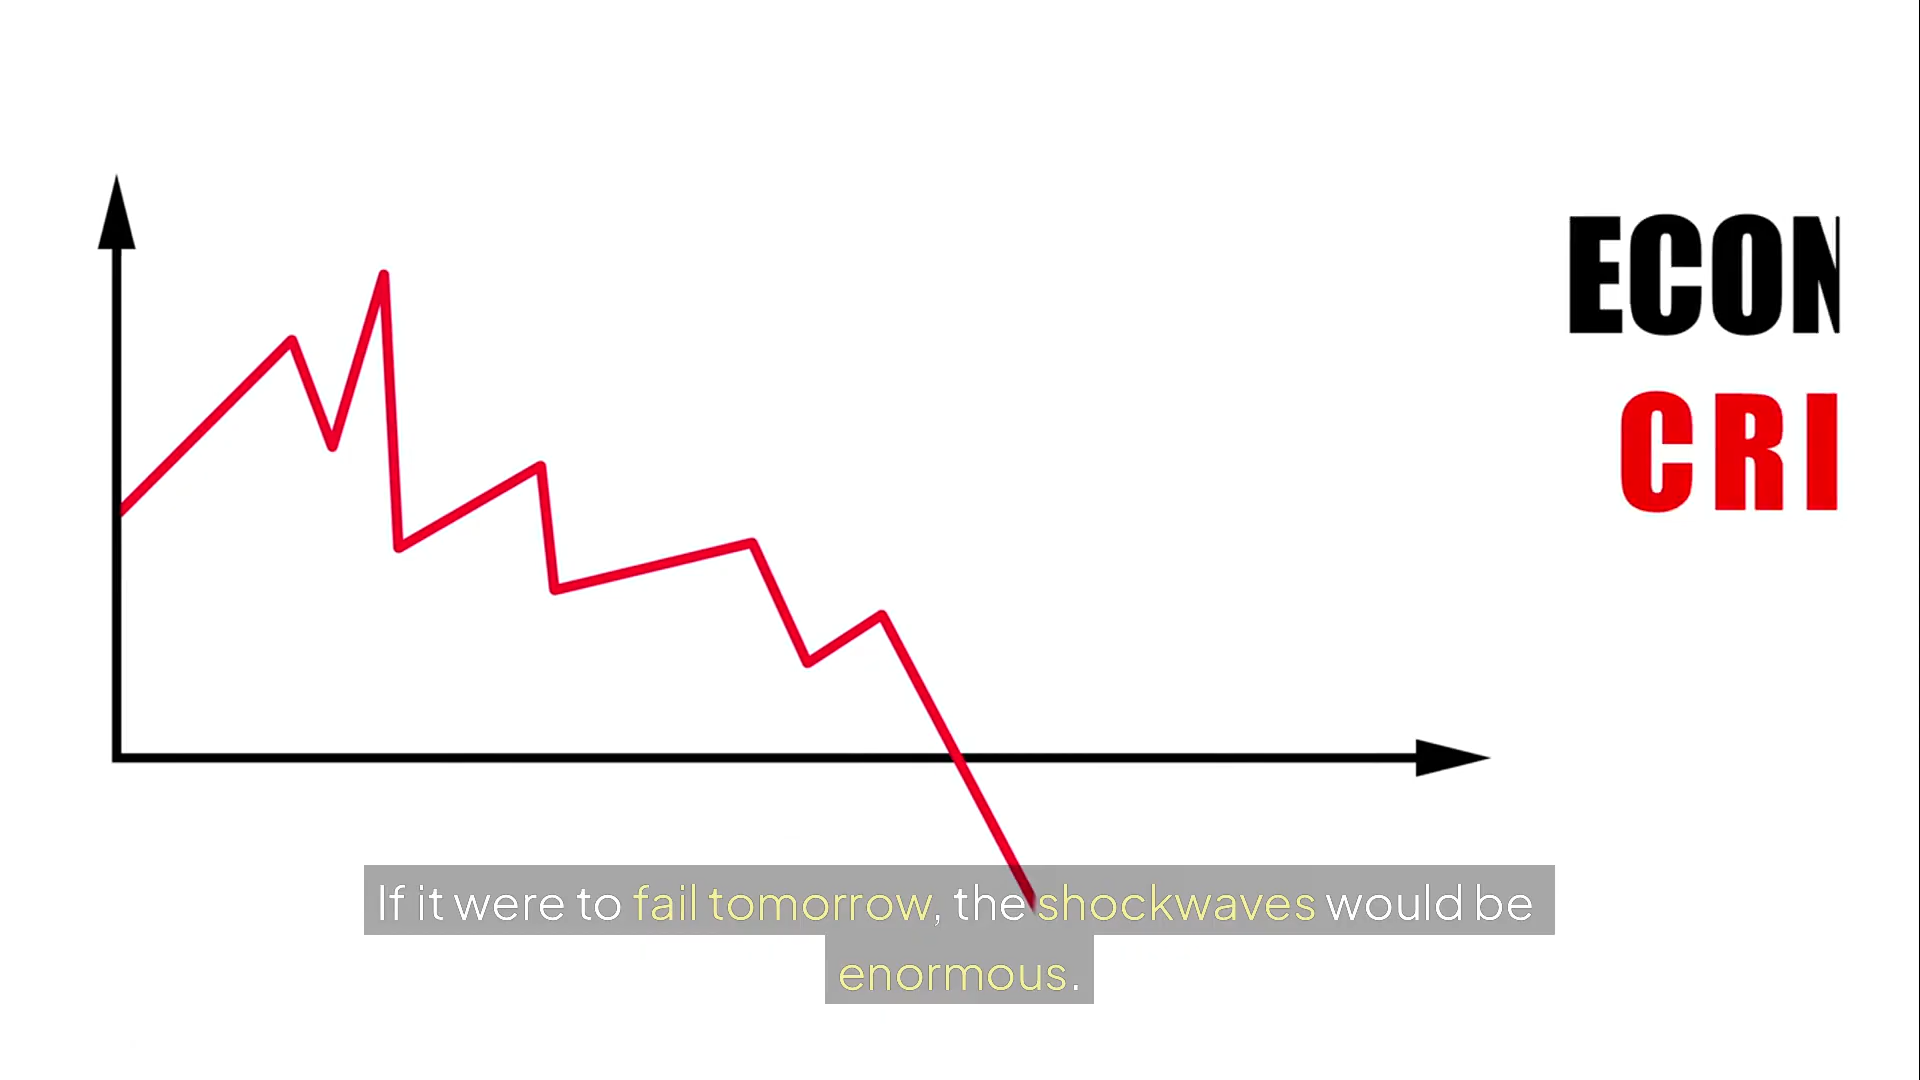 ECON
CRI
If it were to fail tomorrow, the shockwaves would be
enormous.